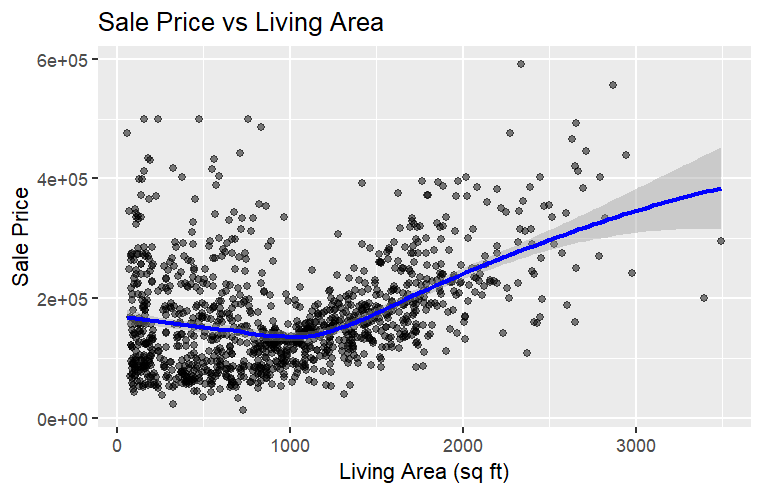 Sale Price vs Living Area
6e+05
4e+05
2e+05
0e+00
Sale Price
0 1000 2000 3000
Living Area (sq ft)